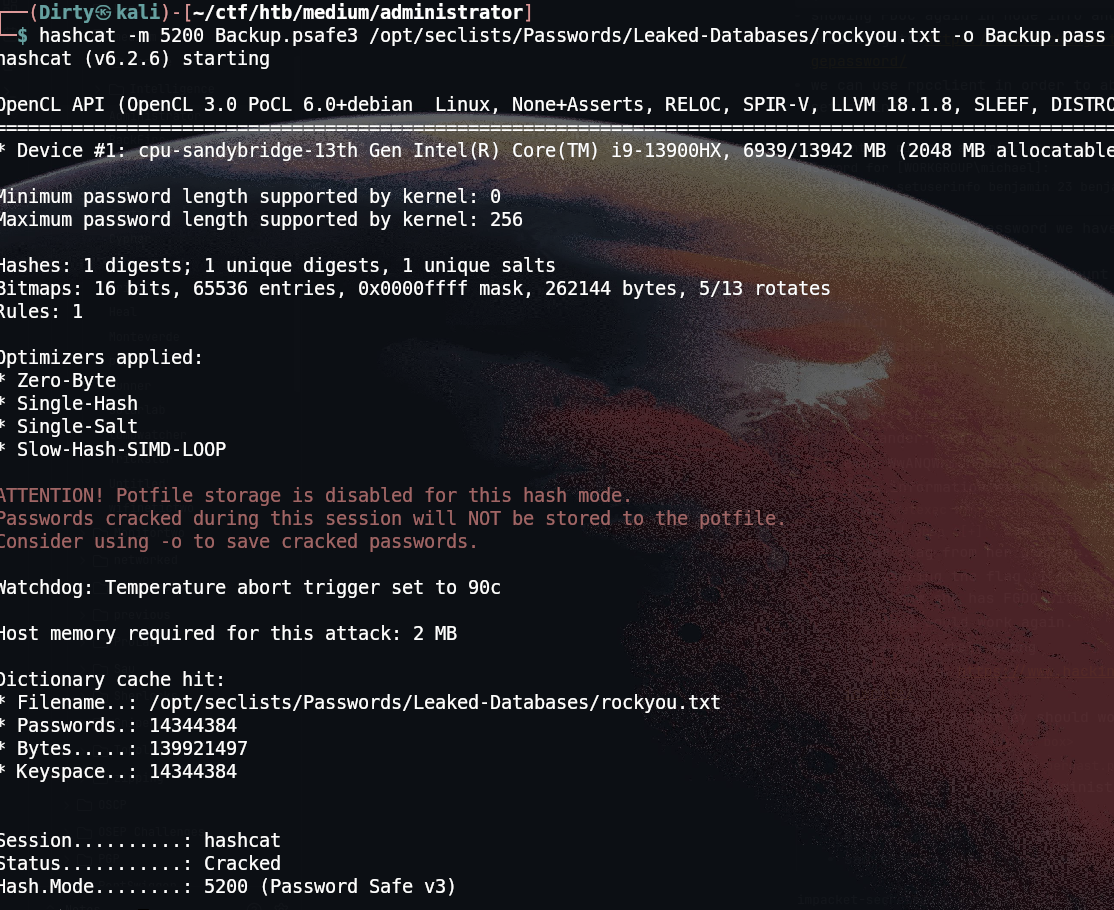 (Dirty㉿kali)-[~/ctf/htb/medium/administrator]
$ hashcat -m 5200 Backup.psafe3 /opt/seclists/Passwords/Leaked-Databases/rockyou.txt -o Backup.pass
hashcat (v6.2.6) starting
OpenCL API (OpenCL 3.0 PoCL 6.0+debian  Linux, None+Asserts, RELOC, SPIR-V, LLVM 18.1.8, SLEEF, DISTRO
* Device #1: cpu-sandybridge-13th Gen Intel(R) Core(TM) i9-13900HX, 6939/13942 MB (2048 MB allocatable
Minimum password length supported by kernel: 0
Maximum password length supported by kernel: 256
Hashes: 1 digests; 1 unique digests, 1 unique salts
Bitmaps: 16 bits, 65536 entries, 0x0000ffff mask, 262144 bytes, 5/13 rotates
Rules: 1
Optimizers applied:
* Zero-Byte
* Single-Hash
* Single-Salt
* Slow-Hash-SIMD-LOOP
ATTENTION! Potfile storage is disabled for this hash mode.
Passwords cracked during this session will NOT be stored to the potfile.
Consider using -o to save cracked passwords.
Watchdog: Temperature abort trigger set to 90c
Host memory required for this attack: 2 MB
Dictionary cache hit:
* Filename..: /opt/seclists/Passwords/Leaked-Databases/rockyou.txt
* Passwords.: 14344384
* Bytes.....: 139921497
* Keyspace..: 14344384
Session..........: hashcat
Status...........: Cracked
Hash.Mode........: 5200 (Password Safe v3)